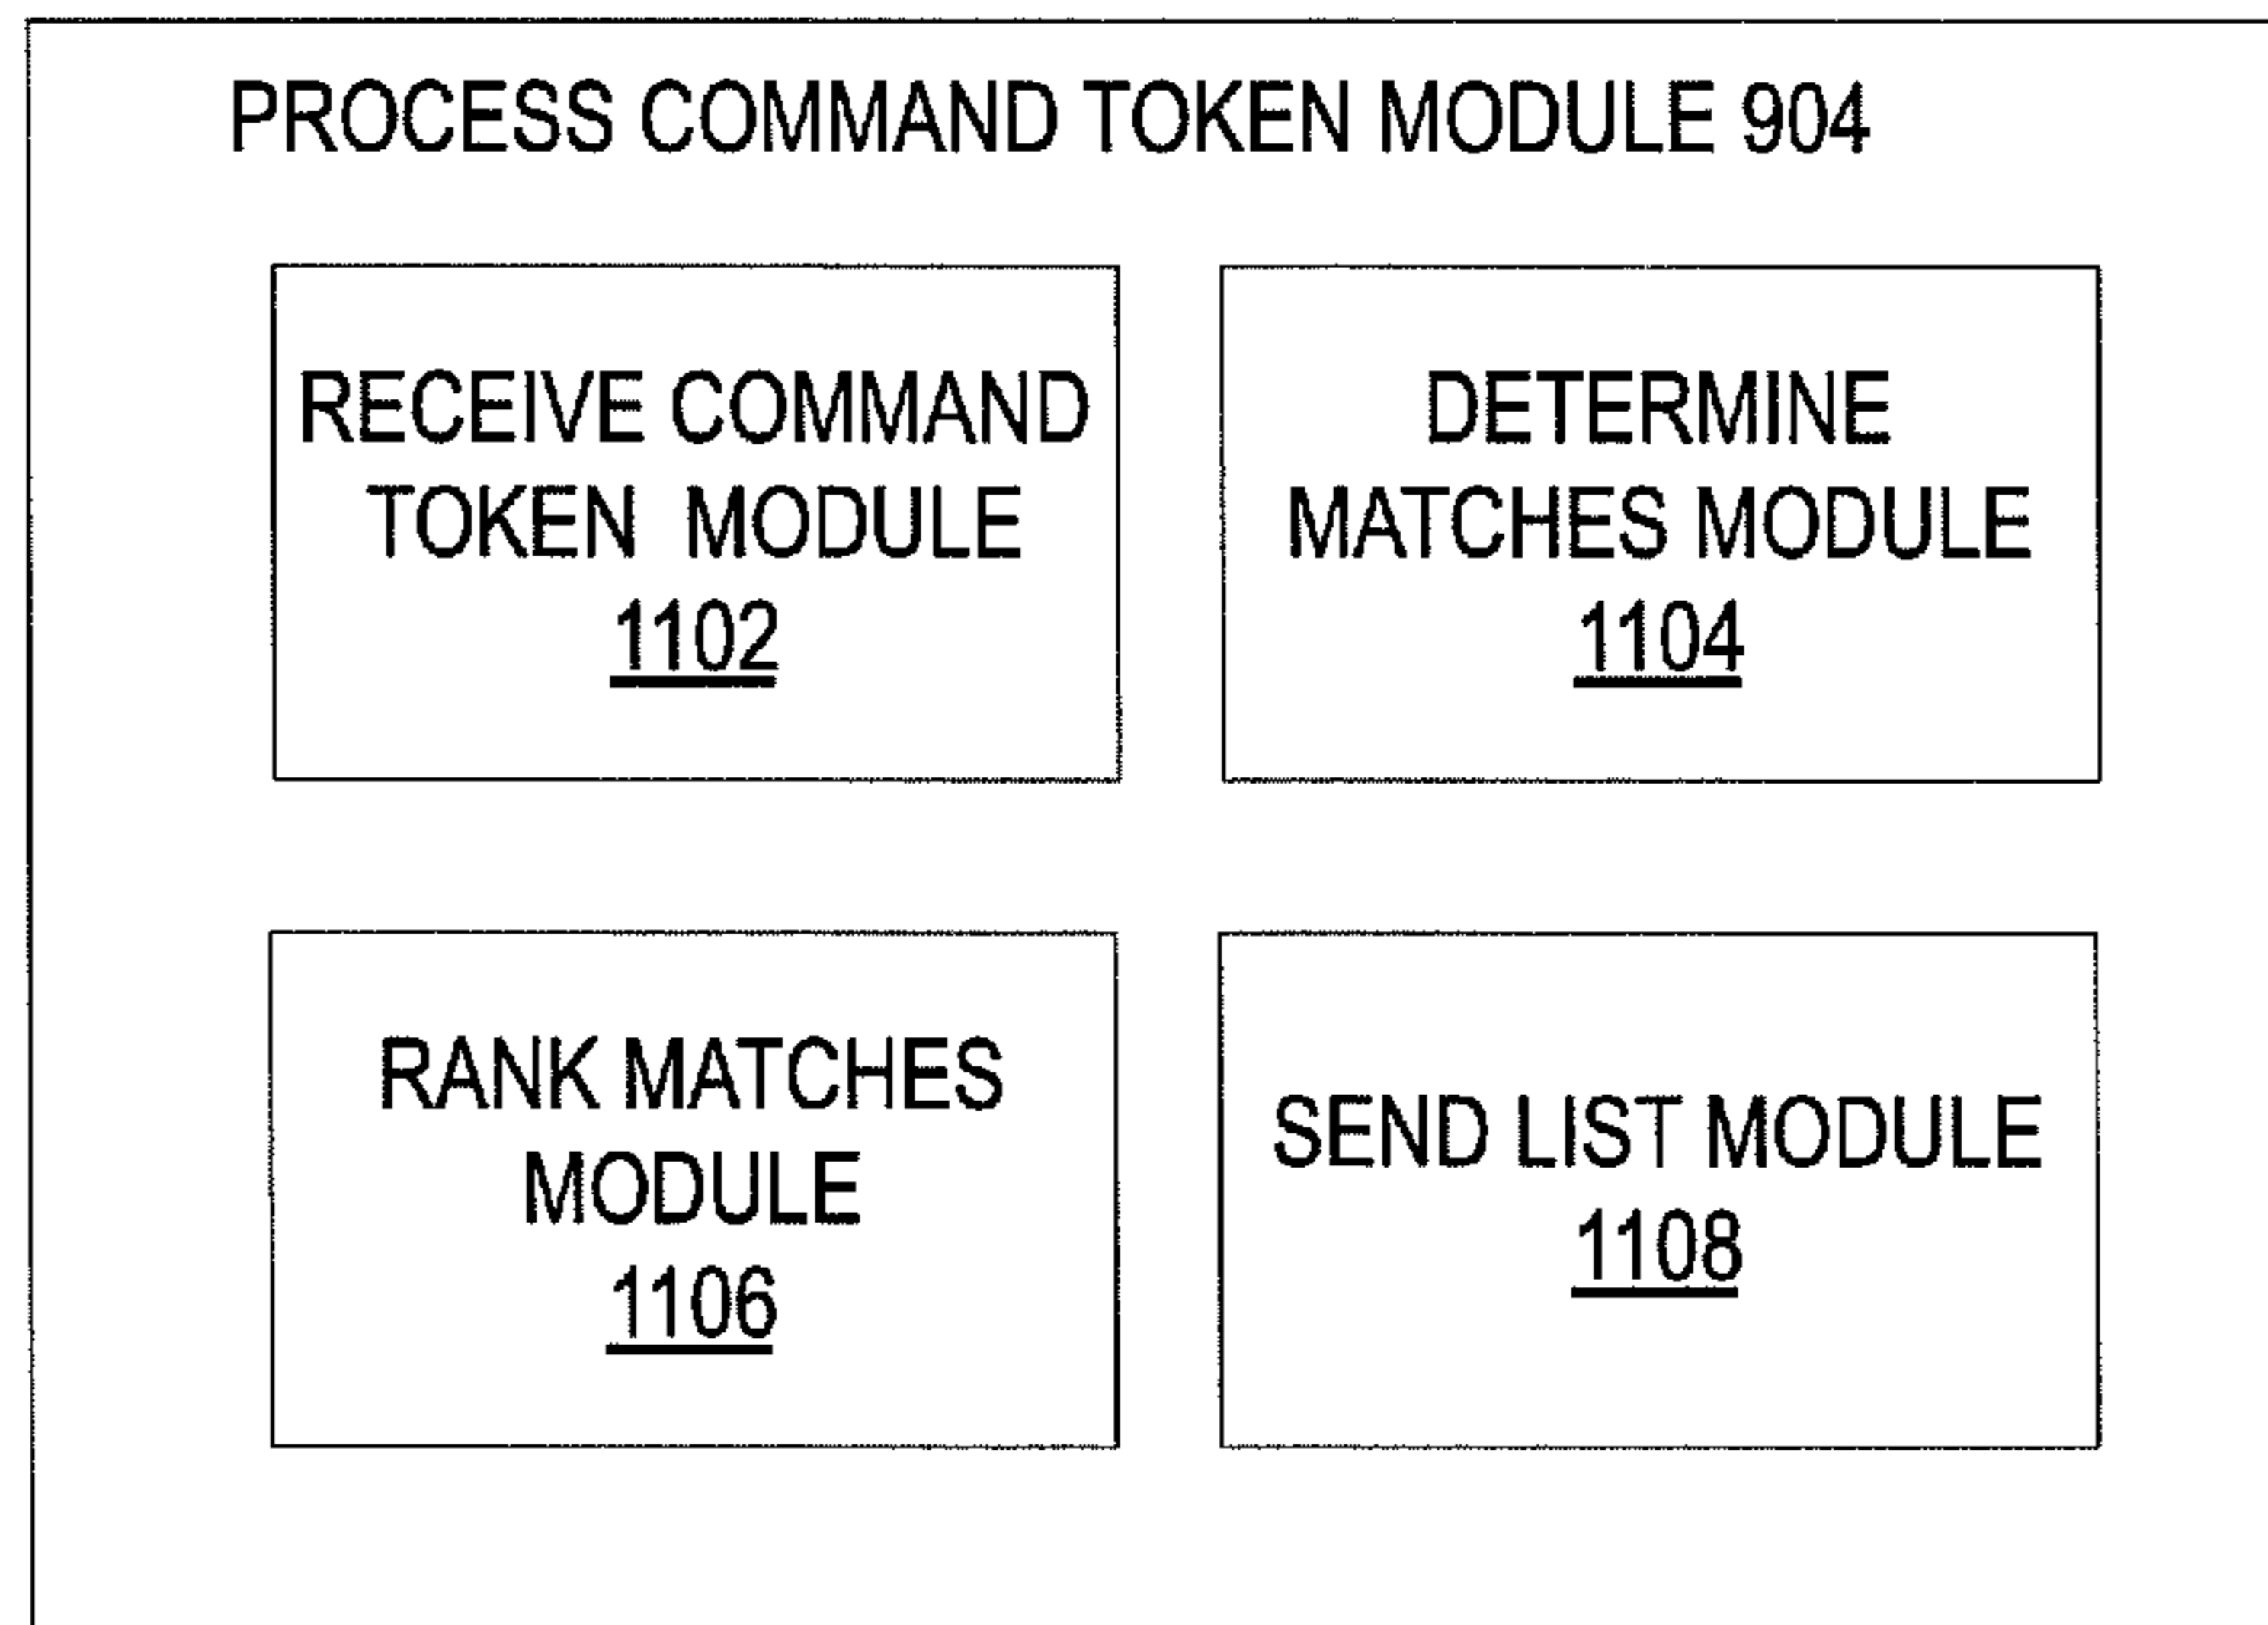 PROCESS COMMAND TOKEN MODULE 904
RECEIVE COMMAND
TOKEN MODULE
1102
DETERMINE
MATCHES MODULE
1104
RANK MATCHES
MODULE
1106
SEND LIST MODULE
1108